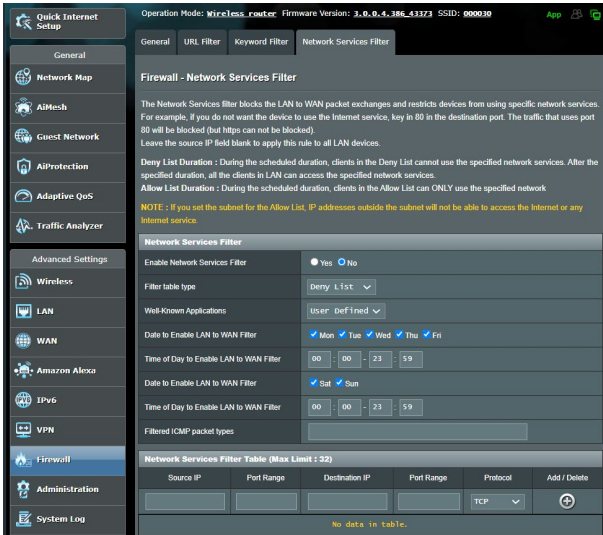 Quick Internet
Setup
Operation Mode: Wireless router Firmware Version: 3.0.0.4.386_43373 SSID: 000030
App
General
URL Filter
Keyword Filter
Network Services Filter
General
Network Map
AiMesh
Guest Network
AiProtection
Adaptive QoS
Traffic Analyzer
Advanced Settings
Wireless
LAN
WAN
Amazon Alexa
IPv6
VPN
Firewall
Administration
System Log
Firewall - Network Services Filter
The Network Services filter blocks the LAN to WAN packet exchanges and restricts devices from using specific network services.
For example, if you do not want the device to use the Internet service, key in 80 in the destination port. The traffic that uses port
80 will be blocked (but https can not be blocked).
Leave the source IP field blank to apply this rule to all LAN devices.
Deny List Duration : During the scheduled duration, clients in the Deny List cannot use the specified network services. After the
specified duration, all the clients in LAN can access the specified network services.
Allow List Duration : During the scheduled duration, clients in the Allow List can ONLY use the specified network
NOTE : If you set the subnet for the Allow List, IP addresses outside the subnet will not be able to access the Internet or any
Internet service.
Network Services Filter
Enable Network Services Filter Yes No
Filter table type Deny List
Well-Known Applications User Defined
Date to Enable LAN to WAN Filter Mon Tue Wed Thu Fri
Time of Day to Enable LAN to WAN Filter 00 : 00 - 23 : 59
Date to Enable LAN to WAN Filter Sat Sun
Time of Day to Enable LAN to WAN Filter 00 : 00 - 23 : 59
Filtered ICMP packet types
Network Services Filter Table (Max Limit : 32)
Source IP Port Range Destination IP Port Range Protocol Add / Delete
TCP
No data in table.